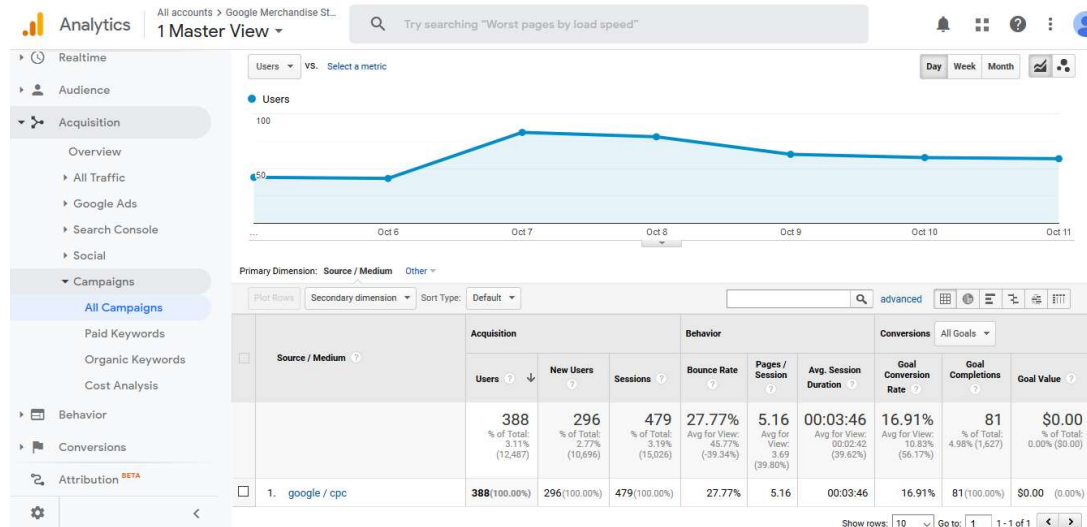 All accounts > Google Merchandise St...
Analytics
1 Master View
Try searching "Worst pages by load speed"
Realtime
Audience
Acquisition
Overview
All Traffic
Google Ads
Search Console
Social
Campaigns
All Campaigns
Paid Keywords
Organic Keywords
Cost Analysis
Behavior
Conversions
Attribution BETA
Users VS. Select a metric
Day Week Month
Users
100
50
... Oct 6 Oct 7 Oct 8 Oct 9 Oct 10 Oct 11
Primary Dimension: Source / Medium Other
Plot Rows Secondary dimension Sort Type: Default advanced
Acquisition Behavior Conversions All Goals
Source / Medium Users New Users Sessions Bounce Rate Pages / Session Avg. Session Duration Goal Conversion Rate Goal Completions Goal Value
388 296 479 27.77% 5.16 00:03:46 16.91% 81 $0.00
% of Total: 3.11% (12,487)
% of Total: 2.77% (10,696)
% of Total: 3.19% (15,026)
Avg for View: 45.77% (-39.34%)
Avg for View: 3.69 (39.80%)
Avg for View: 00:02:42 (39.62%)
Avg for View: 10.83% (56.17%)
% of Total: 4.98% (1,627)
% of Total: 0.00% ($0.00)
1. google / cpc 388(100.00%) 296(100.00%) 479(100.00%) 27.77% 5.16 00:03:46 16.91% 81(100.00%) $0.00 (0.00%)
Show rows: 10 Go to: 1 1 - 1 of 1